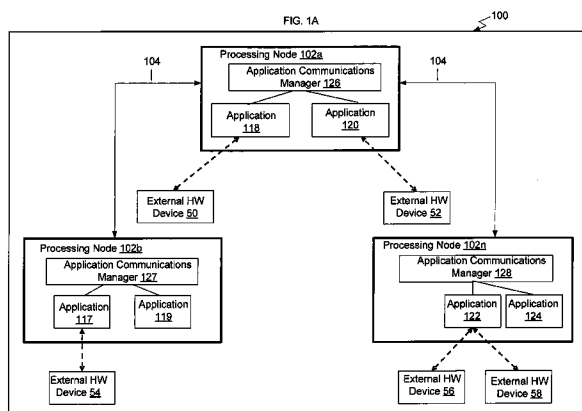 FIG. 1A
100
Processing Node 102a
104
104
Application Communications
Manager 126
Application
118
Application
120
External HW
Device 50
External HW
Device 52
Processing Node 102b
Application Communications
Manager 127
Application
117
Application
119
Processing Node 102n
Application Communications
Manager 128
Application
122
Application
124
External HW
Device 54
External HW
Device 56
External HW
Device 58